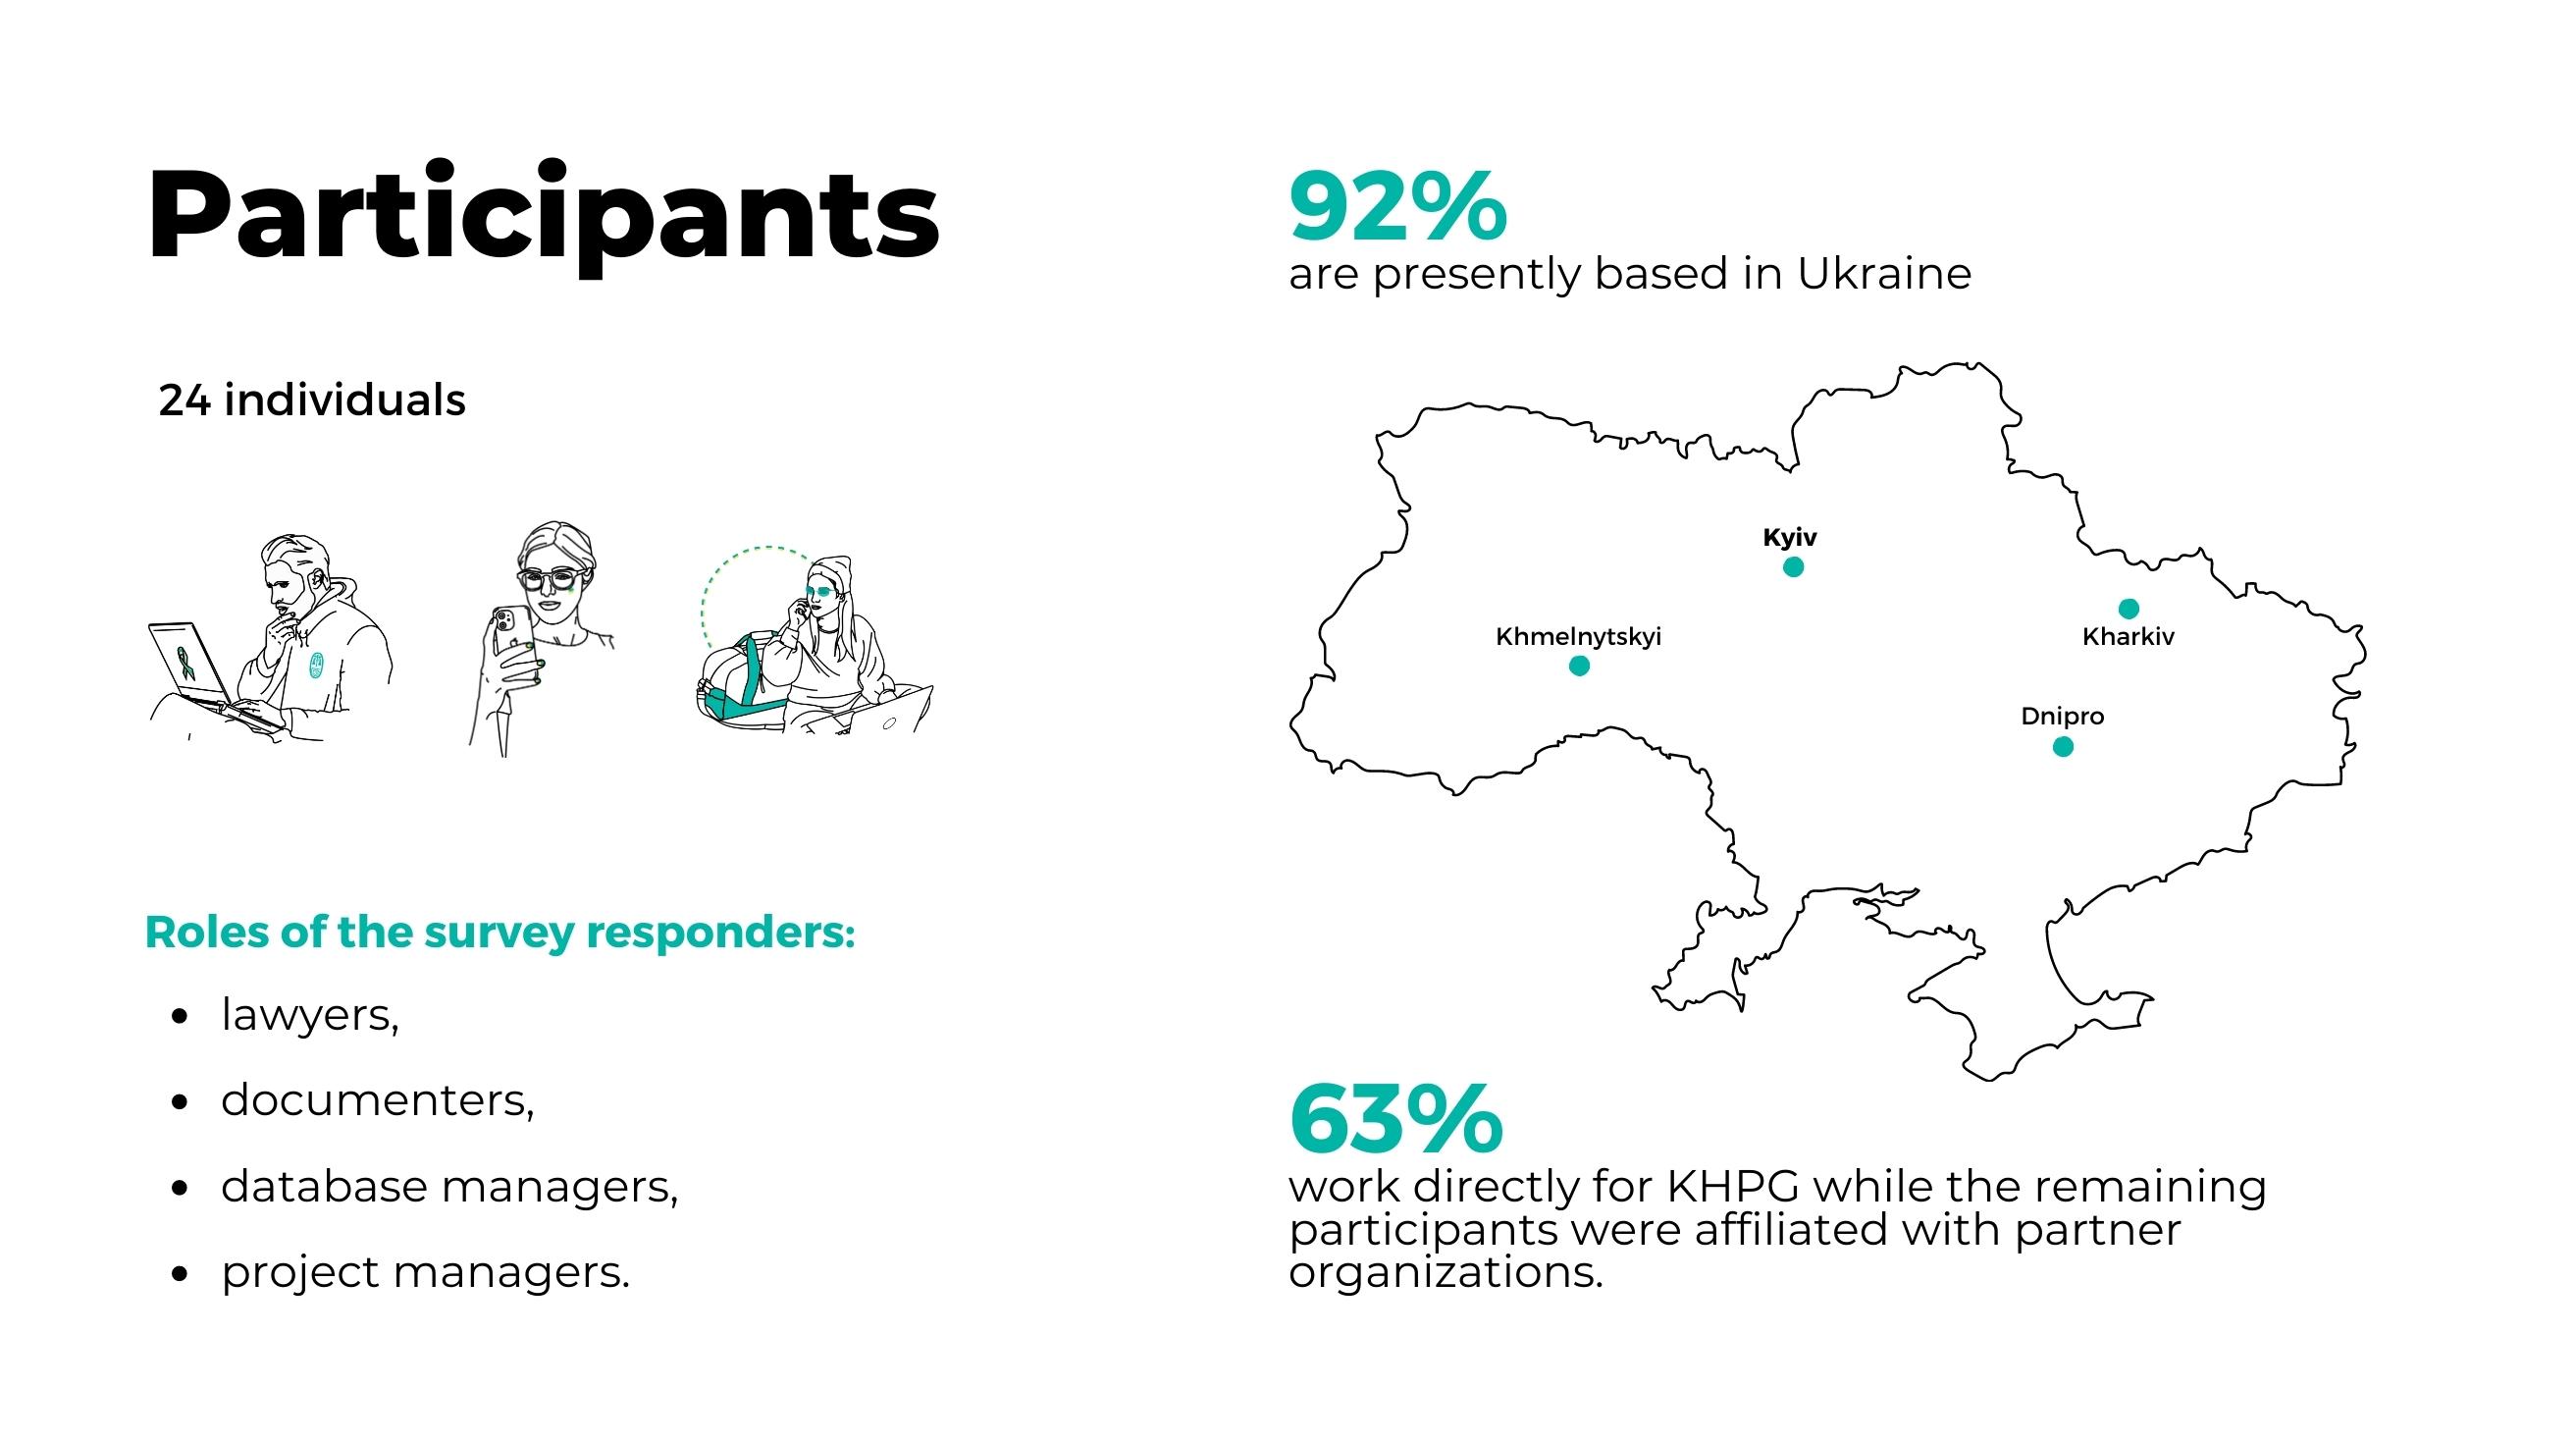 Participants
24 individuals
Roles of the survey responders:
• lawyers,
• documenters,
• database managers,
• project managers.
92%
are presently based in Ukraine
Kyiv
Khmelnytskyi
Kharkiv
Dnipro
63%
work directly for KHPG while the remaining
participants were affiliated with partner
organizations.